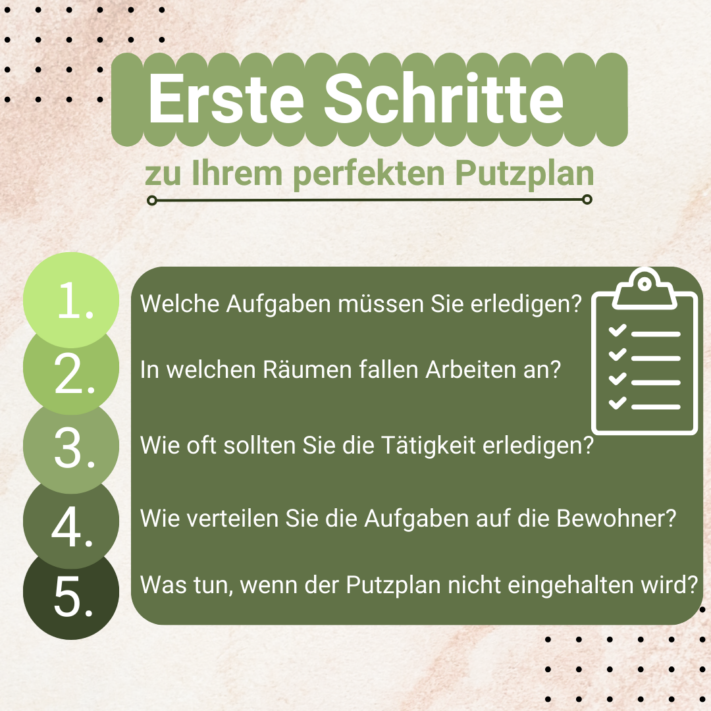 Erste Schritte
zu Ihrem perfekten Putzplan
1. Welche Aufgaben müssen Sie erledigen?
2. In welchen Räumen fallen Arbeiten an?
3. Wie oft sollten Sie die Tätigkeit erledigen?
4. Wie verteilen Sie die Aufgaben auf die Bewohner?
5. Was tun, wenn der Putzplan nicht eingehalten wird?